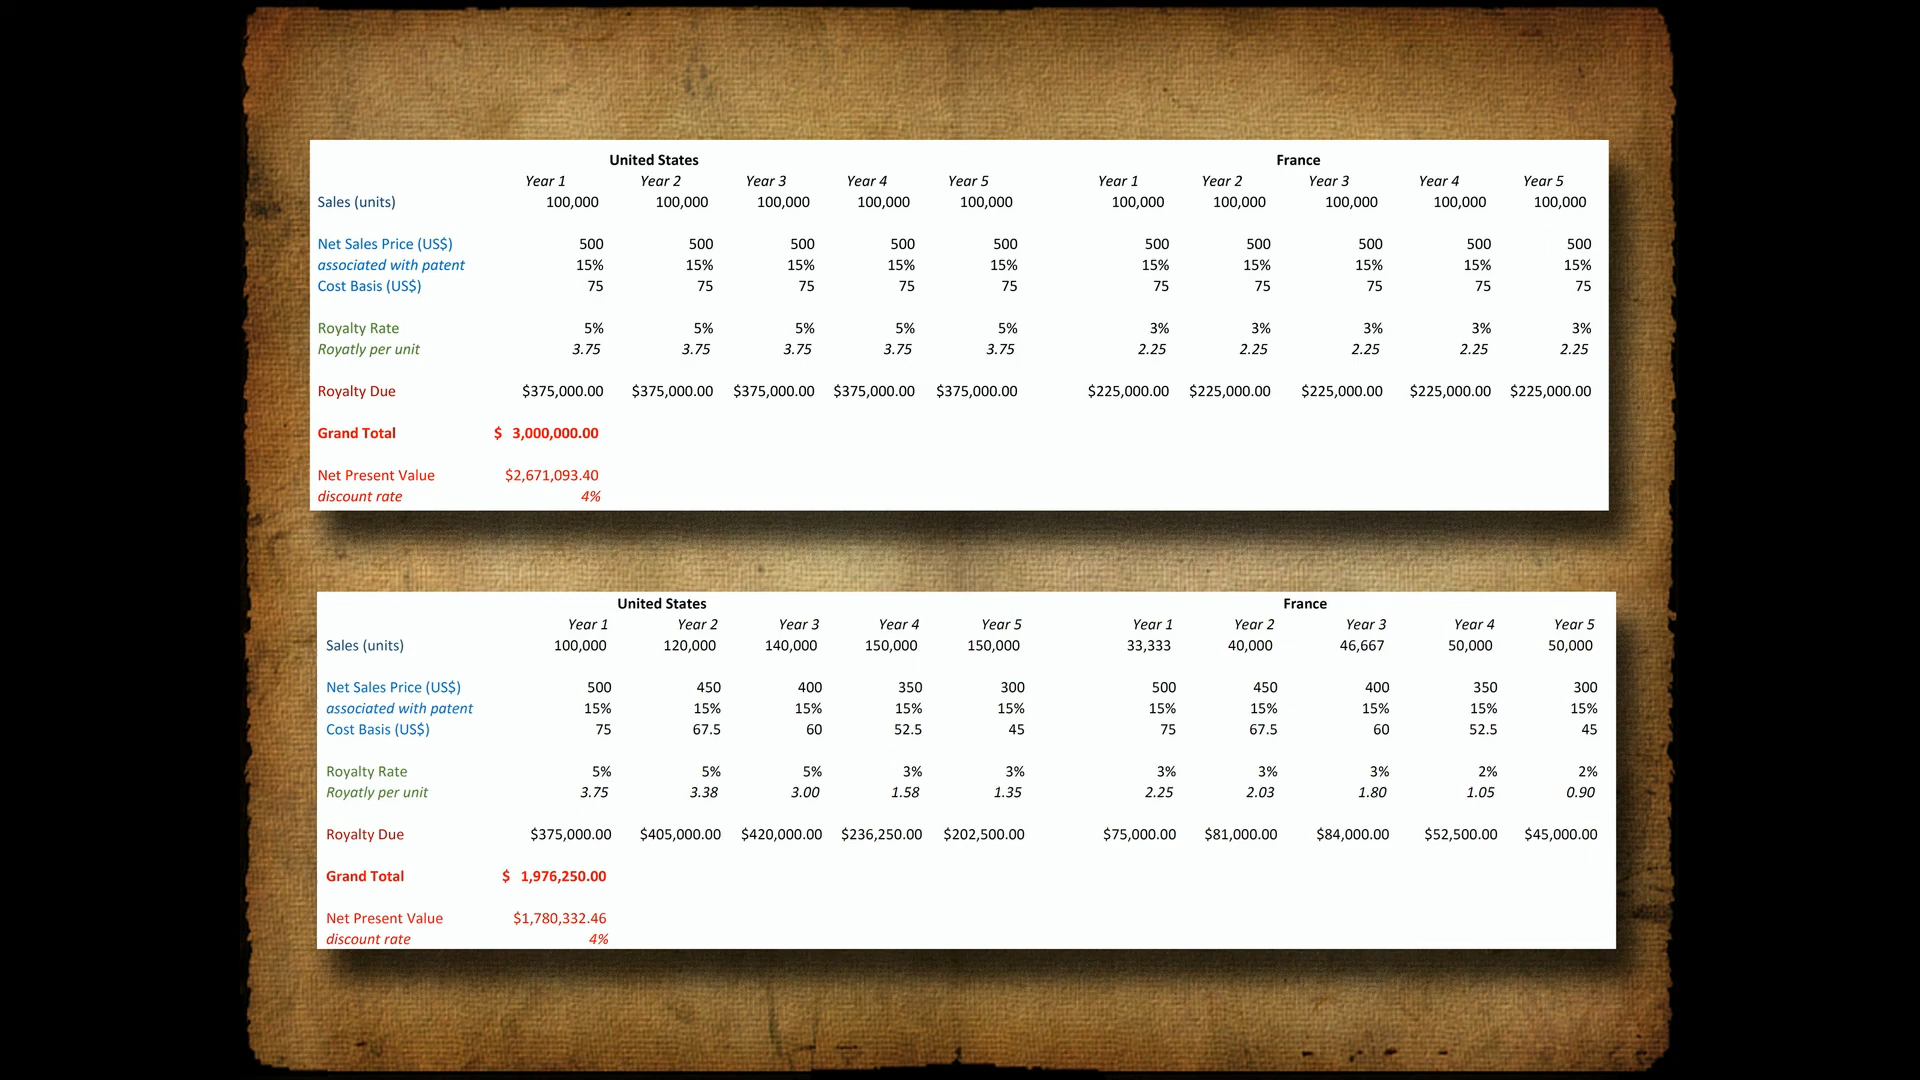 United States France
Year 1 Year 2 Year 3 Year 4 Year 5 Year 1 Year 2 Year 3 Year 4 Year 5
Sales (units) 100,000 100,000 100,000 100,000 100,000 100,000 100,000 100,000 100,000 100,000
Net Sales Price (US$) 500 500 500 500 500 500 500 500 500 500
associated with patent 15% 15% 15% 15% 15% 15% 15% 15% 15% 15%
Cost Basis (US$) 75 75 75 75 75 75 75 75 75 75
Royalty Rate 5% 5% 5% 5% 5% 3% 3% 3% 3% 3%
Royatly per unit 3.75 3.75 3.75 3.75 3.75 2.25 2.25 2.25 2.25 2.25
Royalty Due $375,000.00 $375,000.00 $375,000.00 $375,000.00 $375,000.00 $225,000.00 $225,000.00 $225,000.00 $225,000.00 $225,000.00
Grand Total $ 3,000,000.00
Net Present Value $2,671,093.40
discount rate 4%
United States France
Year 1 Year 2 Year 3 Year 4 Year 5 Year 1 Year 2 Year 3 Year 4 Year 5
Sales (units) 100,000 120,000 140,000 150,000 150,000 33,333 40,000 46,667 50,000 50,000
Net Sales Price (US$) 500 450 400 350 300 500 450 400 350 300
associated with patent 15% 15% 15% 15% 15% 15% 15% 15% 15% 15%
Cost Basis (US$) 75 67.5 60 52.5 45 75 67.5 60 52.5 45
Royalty Rate 5% 5% 5% 3% 3% 3% 3% 3% 2% 2%
Royatly per unit 3.75 3.38 3.00 1.58 1.35 2.25 2.03 1.80 1.05 0.90
Royalty Due $375,000.00 $405,000.00 $420,000.00 $236,250.00 $202,500.00 $75,000.00 $81,000.00 $84,000.00 $52,500.00 $45,000.00
Grand Total $ 1,976,250.00
Net Present Value $1,780,332.46
discount rate 4%